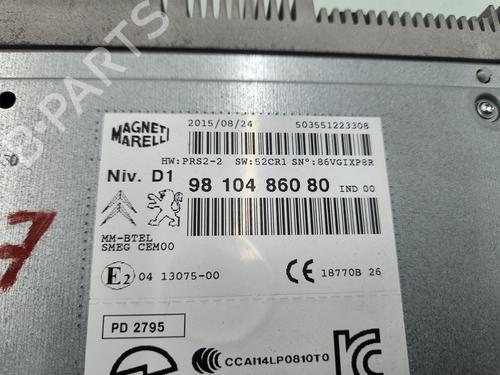 MAGNETI
MARELLI
2015/08/24 503551223308
HW:PRS2-2 SW:52CR1 SN°:86VGIXP8R
Niv. D1
98 104 860 80 IND 00
MM-BTEL
SMEG CEM00
E2 04 13075-00
CE 18770B 26
PD 2795
CCAI14LP0810T0
7
B-PARTS